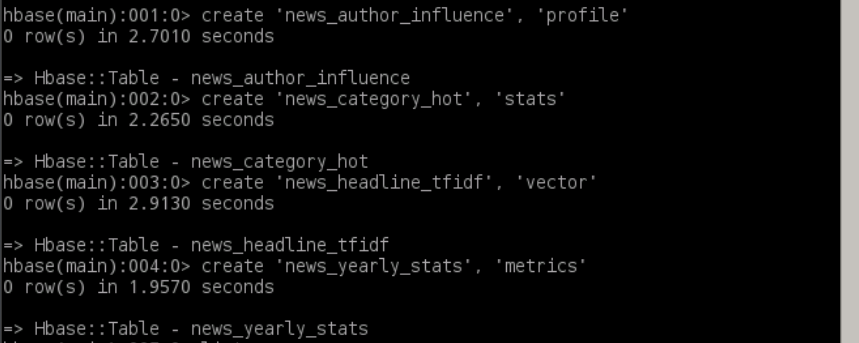 hbase(main):001:0> create 'news_author_influence', 'profile'
0 row(s) in 2.7010 seconds
=> Hbase::Table - news_author_influence
hbase(main):002:0> create 'news_category_hot', 'stats'
0 row(s) in 2.2650 seconds
=> Hbase::Table - news_category_hot
hbase(main):003:0> create 'news_headline_tfidf', 'vector'
0 row(s) in 2.9130 seconds
=> Hbase::Table - news_headline_tfidf
hbase(main):004:0> create 'news_yearly_stats', 'metrics'
0 row(s) in 1.9570 seconds
=> Hbase::Table - news_yearly_stats